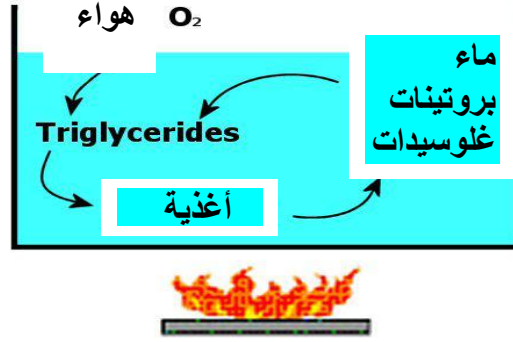 هواء O₂
ماء
بروتينات
غلوسيدات
Triglycerides
أغذية